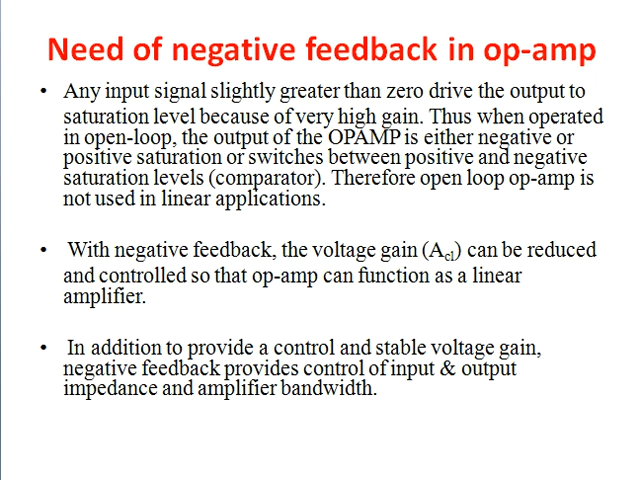 Need of negative feedback in op-amp
• Any input signal slightly greater than zero drive the output to
saturation level because of very high gain. Thus when operated
in open-loop, the output of the OPAMP is either negative or
positive saturation or switches between positive and negative
saturation levels (comparator). Therefore open loop op-amp is
not used in linear applications.
• With negative feedback, the voltage gain (Acl) can be reduced
and controlled so that op-amp can function as a linear
amplifier.
• In addition to provide a control and stable voltage gain,
negative feedback provides control of input & output
impedance and amplifier bandwidth.